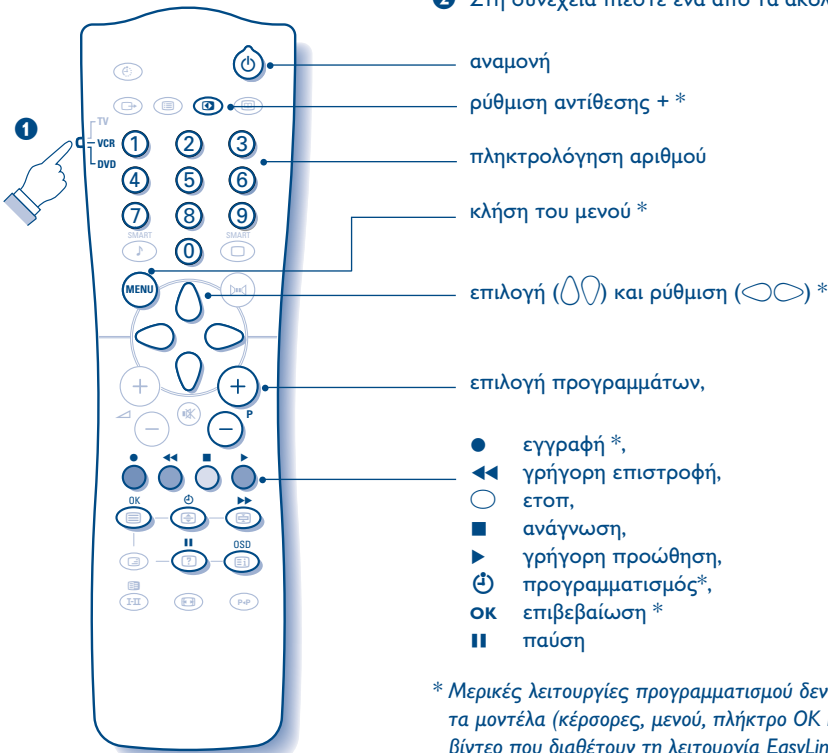 ❷ Στη συνέχεια πιέστε ένα από τα
αναμονή
ρύθμιση αντίθεσης + *
πληκτρολόγηση αριθμού
κλήση του μενού *
επιλογή ( ) και ρύθμιση ( ) *
επιλογή προγραμμάτων,
● εγγραφή *,
◀◀ γρήγορη επιστροφή,
ετοπ,
■ ανάγνωση,
▶ γρήγορη προώθηση,
προγραμματισμός*,
OK επιβεβαίωση *
❚❚ παύση
* Μερικές λειτουργίες προγραμματισμού δεν
τα μοντέλα (κέρσορες, μενού, πλήκτρο OK
βίντεο που διαθέτουν τη λειτουργία
❶
TV
VCR
DVD
1 2 3
4 5 6
7 8 9
SMART SMART
0
MENU
+ +
P
− −
● ◀◀ ■ ▶
OK ▶▶
❚❚ OSD
? i
I-II P◂P